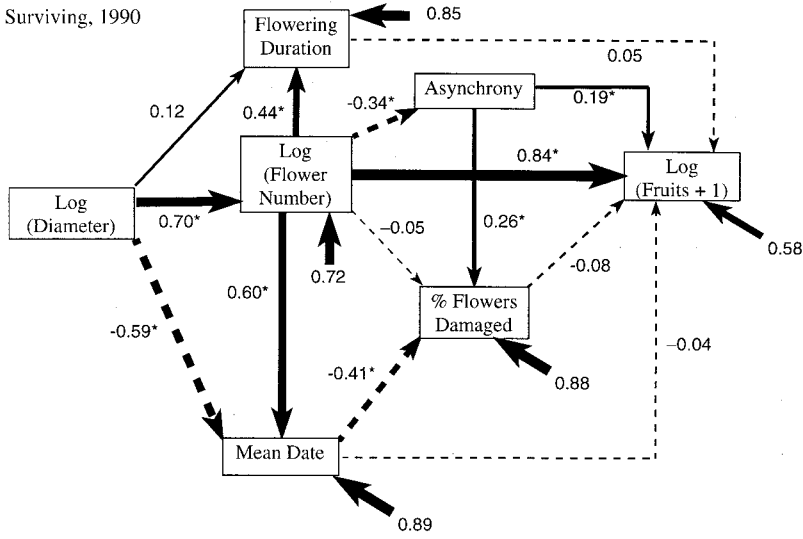 Surviving, 1990
0.85
Flowering
Duration
0.05
Asynchrony
0.12
0.44*
-0.34*
0.19*
Log
(Flower
Number)
0.84*
Log
(Fruits + 1)
Log
(Diameter)
0.70*
–0.05
0.26*
0.72
-0.08
0.58
0.60*
% Flowers
Damaged
-0.59*
–0.04
-0.41*
0.88
Mean Date
0.89